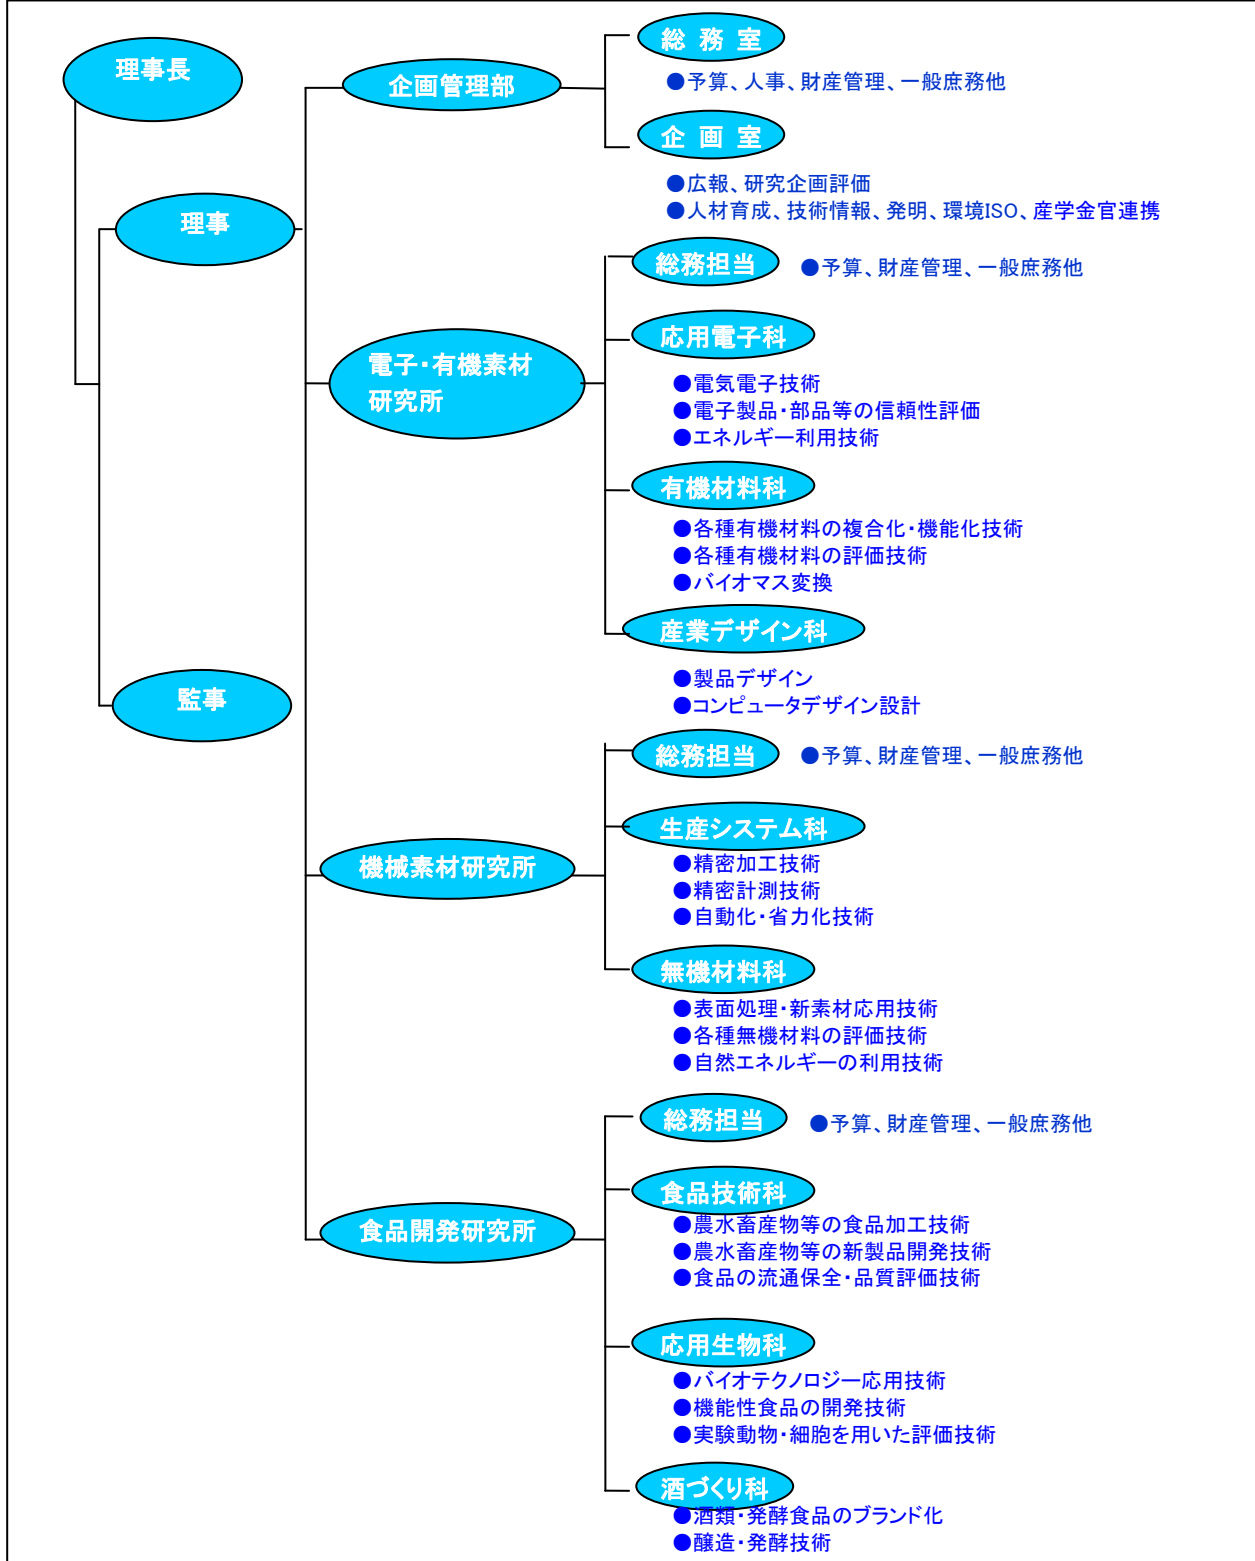 理事長
理事
監事
企画管理部
総 務 室
●予算、人事、財産管理、一般庶務他
企 画 室
●広報、研究企画評価
●人材育成、技術情報、発明、環境ISO、産学金官連携
電子・有機素材
研究所
総務担当
●予算、財産管理、一般庶務他
応用電子科
●電気電子技術
●電子製品・部品等の信頼性評価
●エネルギー利用技術
有機材料科
●各種有機材料の複合化・機能化技術
●各種有機材料の評価技術
●バイオマス変換
産業デザイン科
●製品デザイン
●コンピュータデザイン設計
機械素材研究所
総務担当
●予算、財産管理、一般庶務他
生産システム科
●精密加工技術
●精密計測技術
●自動化・省力化技術
無機材料科
●表面処理・新素材応用技術
●各種無機材料の評価技術
●自然エネルギーの利用技術
食品開発研究所
総務担当
●予算、財産管理、一般庶務他
食品技術科
●農水畜産物等の食品加工技術
●農水畜産物等の新製品開発技術
●食品の流通保全・品質評価技術
応用生物科
●バイオテクノロジー応用技術
●機能性食品の開発技術
●実験動物・細胞を用いた評価技術
酒づくり科
●酒類・発酵食品のブランド化
●醸造・発酵技術